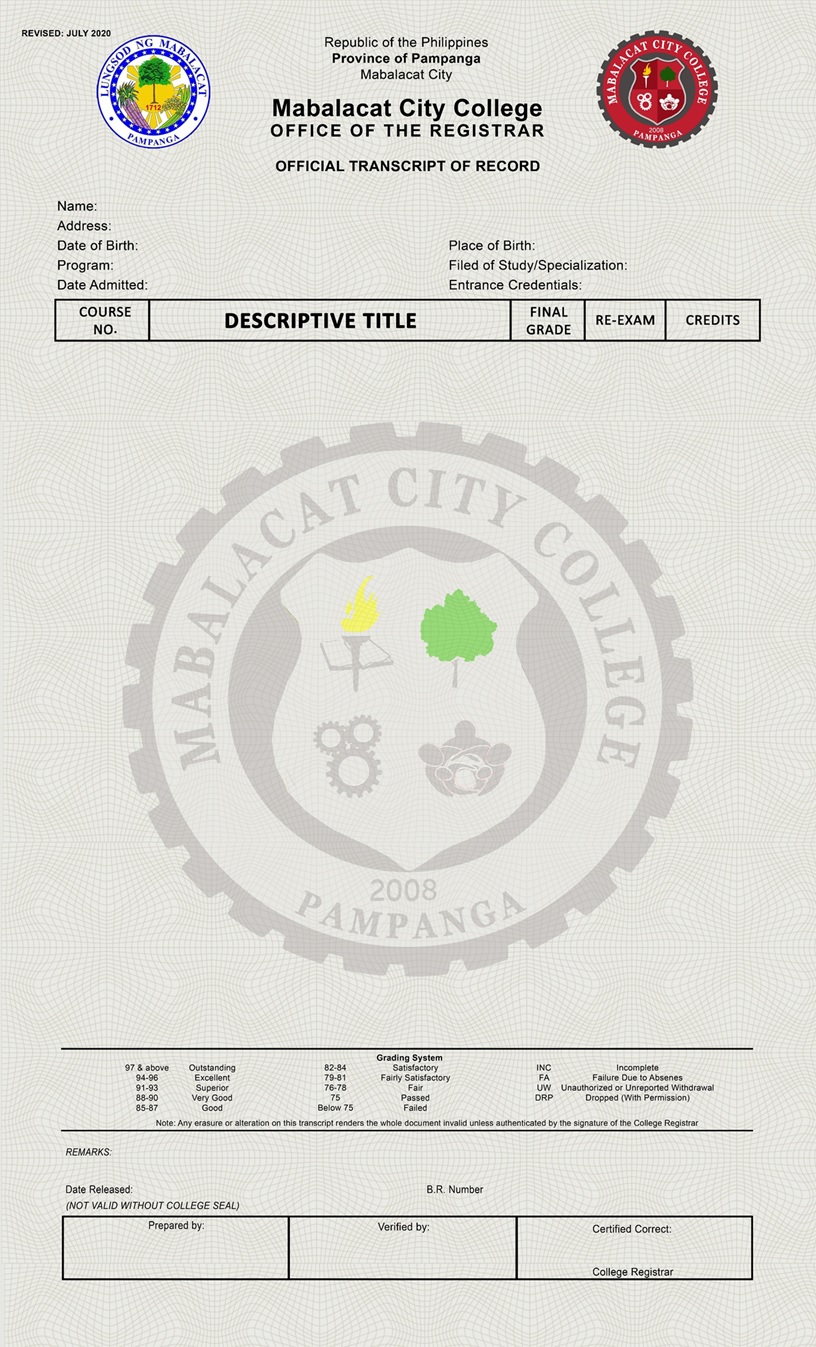 REVISED: JULY 2020
LUNGSOD NG MABALACAT
1712
PAMPANGA
Republic of the Philippines
Province of Pampanga
Mabalacat City
Mabalacat City College
OFFICE OF THE REGISTRAR
OFFICIAL TRANSCRIPT OF RECORD
MABALACAT CITY COLLEGE
2008
PAMPANGA
Name:
Address:
Date of Birth: Place of Birth:
Program: Filed of Study/Specialization:
Date Admitted: Entrance Credentials:
COURSE NO. DESCRIPTIVE TITLE FINAL GRADE RE-EXAM CREDITS
MABALACAT CITY COLLEGE
2008
PAMPANGA
Grading System
97 & above Outstanding 82-84 Satisfactory INC Incomplete
94-96 Excellent 79-81 Fairly Satisfactory FA Failure Due to Absenes
91-93 Superior 76-78 Fair UW Unauthorized or Unreported Withdrawal
88-90 Very Good 75 Passed DRP Dropped (With Permission)
85-87 Good Below 75 Failed
Note: Any erasure or alteration on this transcript renders the whole document invalid unless authenticated by the signature of the College Registrar
REMARKS:
Date Released: B.R. Number
(NOT VALID WITHOUT COLLEGE SEAL)
Prepared by: Verified by: Certified Correct:
College Registrar